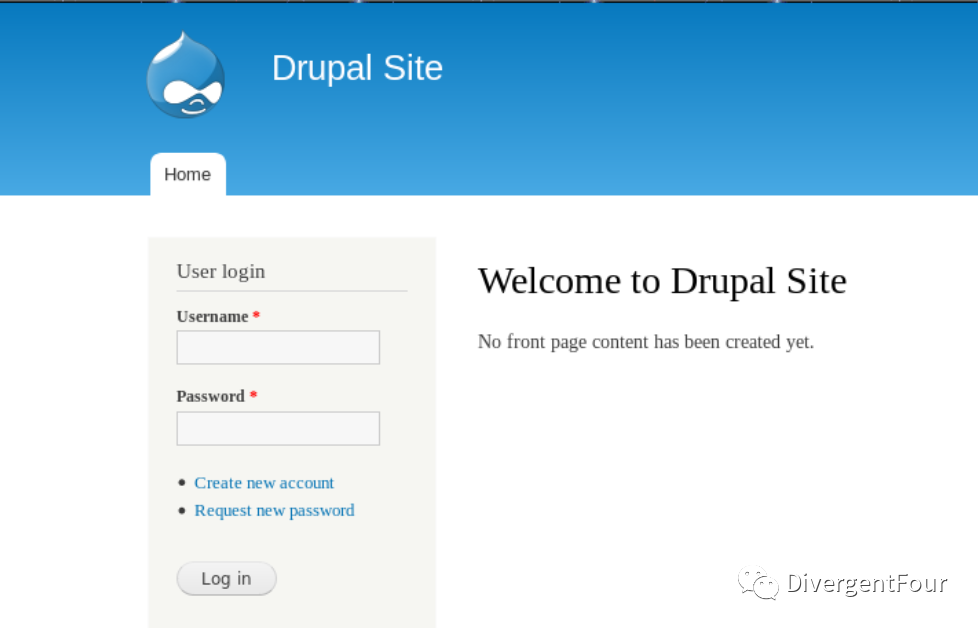 Drupal Site
Home
User login
Username *
Password *
Create new account
Request new password
Log in
Welcome to Drupal Site
No front page content has been created yet.
DivergentFour